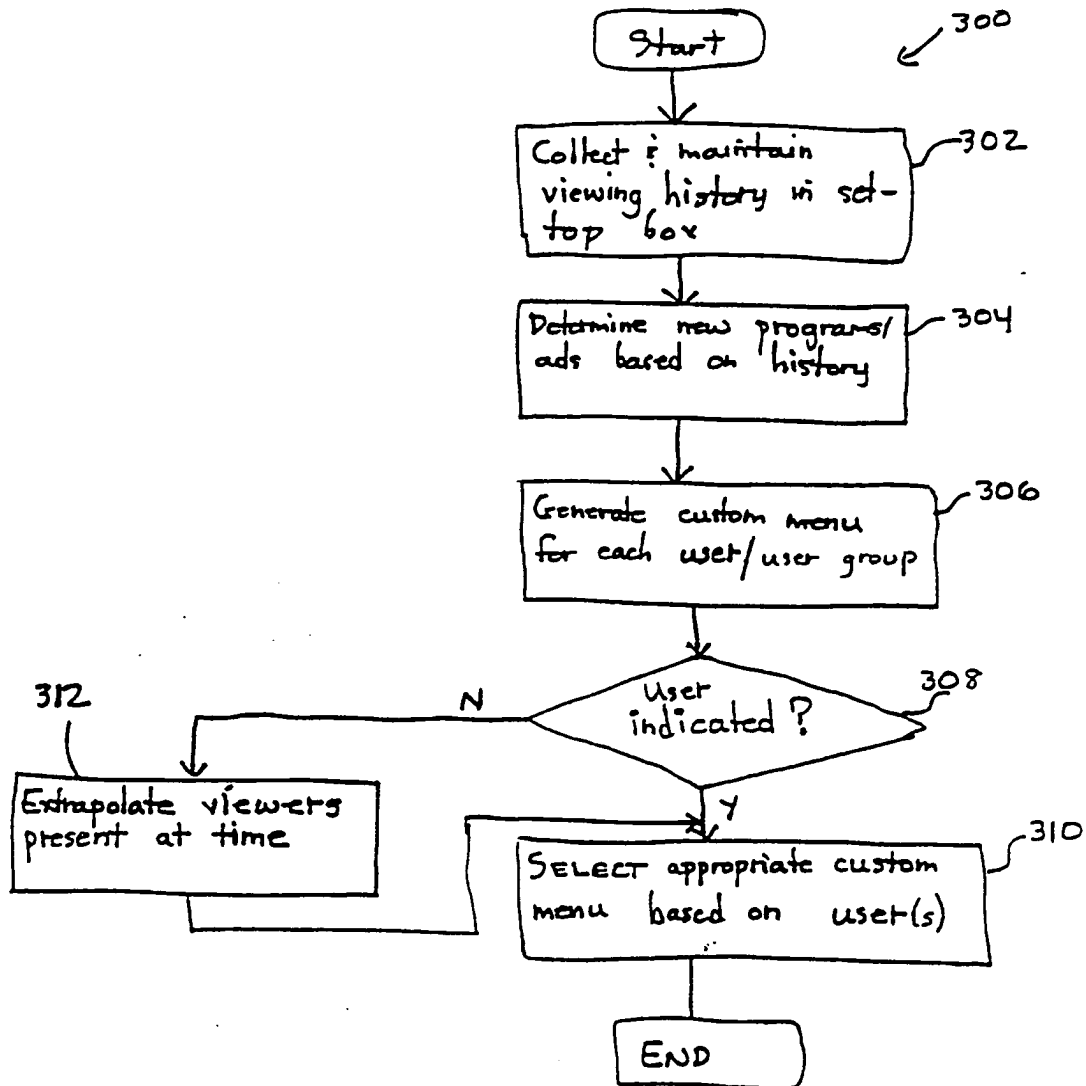 Start
300
Collect & maintain
viewing history in set-
top box
302
Determine new programs/
ads based on history
304
Generate custom menu
for each user/user group
306
User
indicated?
308
N
312
Extrapolate viewers
present at time
Y
SELECT appropriate custom
menu based on user(s)
310
END